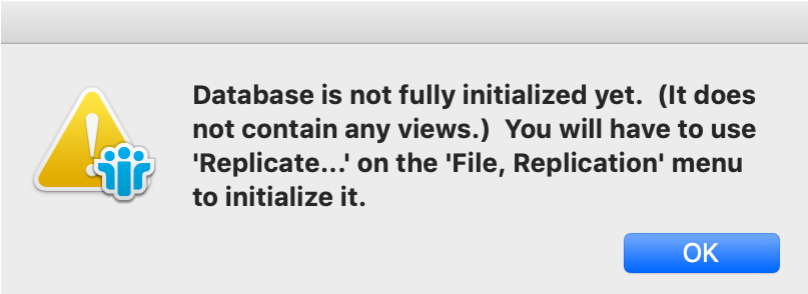 Database is not fully initialized yet.  (It does
not contain any views.)  You will have to use
'Replicate...' on the 'File, Replication' menu
to initialize it.
OK